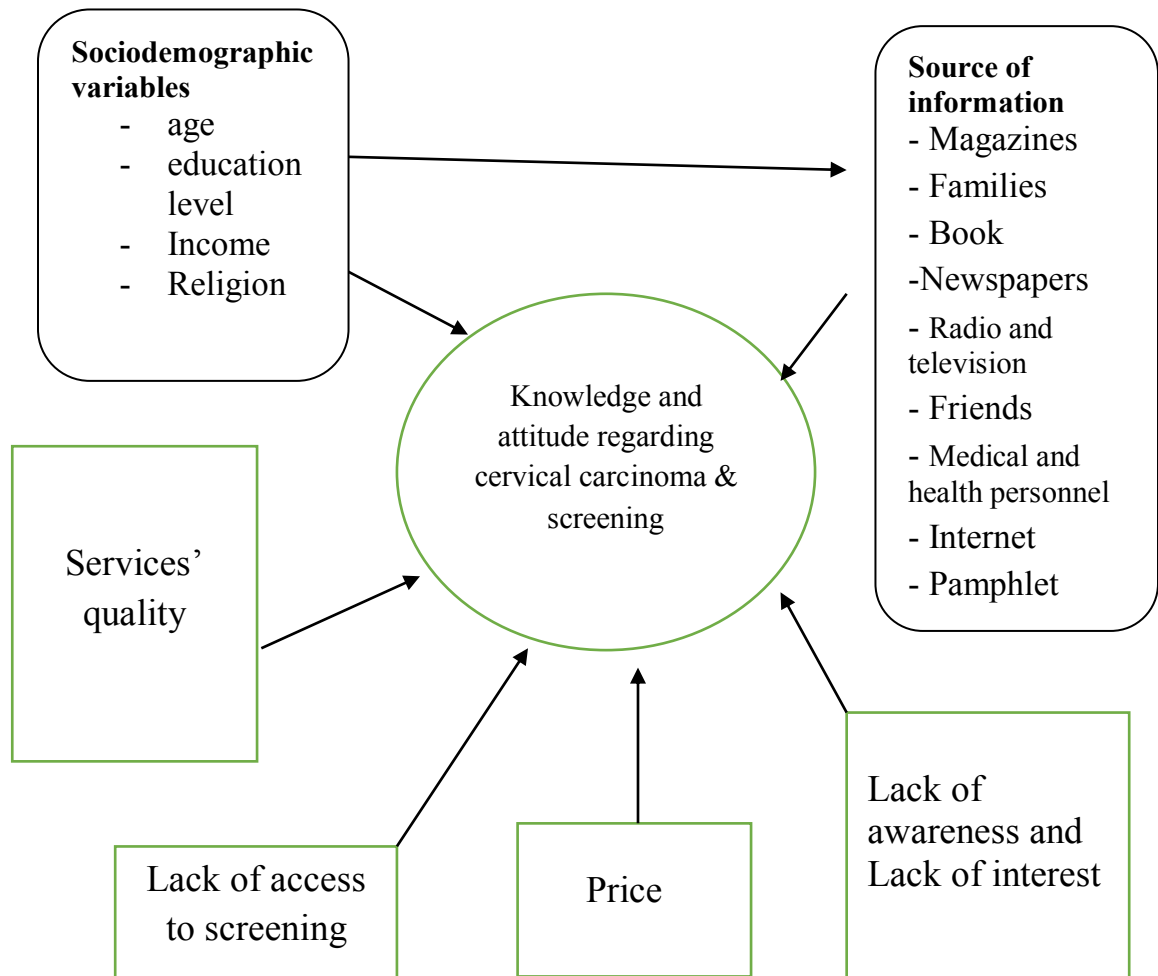 Sociodemographic
variables
- age
- education
level
- Income
- Religion
Source of
information
- Magazines
- Families
- Book
-Newspapers
- Radio and
television
- Friends
- Medical and
health personnel
- Internet
- Pamphlet
Knowledge and
attitude regarding
cervical carcinoma &
screening
Services’
quality
Lack of access
to screening
Price
Lack of
awareness and
Lack of interest